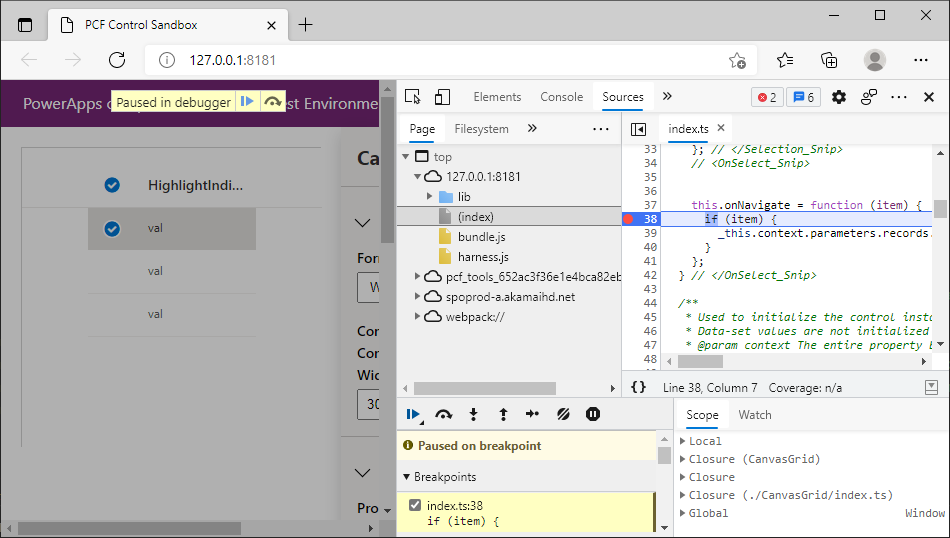 PCF Control Sandbox
127.0.0.1:8181
PowerApps c
Paused in debugger
st Environme
Ca
HighlightIndi...
val
val
val
For
W
Cor
Cor
Wic
30
Pro
Elements
Console
Sources
2
6
Page
Filesystem
top
127.0.0.1:8181
lib
(index)
bundle.js
harness.js
pcf_tools_652ac3f36e1e4bca82eb
spoprod-a.akamaihd.net
webpack://
index.ts
33 }; // </Selection_Snip>
34 // <OnSelect_Snip>
35
36
37 this.onNavigate = function (item) {
38 if (item) {
39 _this.context.parameters.records.
40 }
41 };
42 } // </OnSelect_Snip>
43
44 /**
45 * Used to initialize the control insta
46 * Data-set values are not initialized
47 * @param context The entire property b
48
{} Line 38, Column 7 Coverage: n/a
Paused on breakpoint
Breakpoints
index.ts:38
if (item) {
Scope
Watch
Local
Closure (CanvasGrid)
Closure
Closure (./CanvasGrid/index.ts)
Global Window